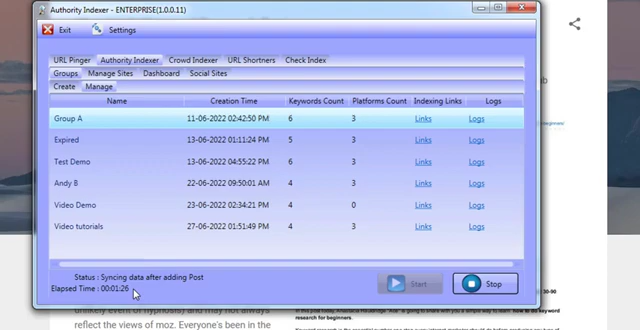 Authority Indexer - ENTERPRISE(1.0.0.11)
Exit Settings
URL Pinger Authority Indexer Crowd Indexer URL Shortners Check Index
Groups Manage Sites Dashboard Social Sites
Create Manage
Name Creation Time Keywords Count Platforms Count Indexing Links Logs
Group A 11-06-2022 02:42:50 PM 6 3 Links Logs
Expired 13-06-2022 01:11:24 PM 5 3 Links Logs
Test Demo 13-06-2022 04:55:22 PM 6 3 Links Logs
Andy B 22-06-2022 09:50:01 AM 4 3 Links Logs
Video Demo 23-06-2022 02:34:21 PM 4 0 Links Logs
Video tutorials 27-06-2022 01:51:49 PM 4 3 Links Logs
Status : Syncing data after adding Post
Elapsed Time : 00:01:26
Start Stop
ub
30-90
research for beginners.
unlikely event of hypnosis) and may not always
reflect the views of moz. Everyone's been in the